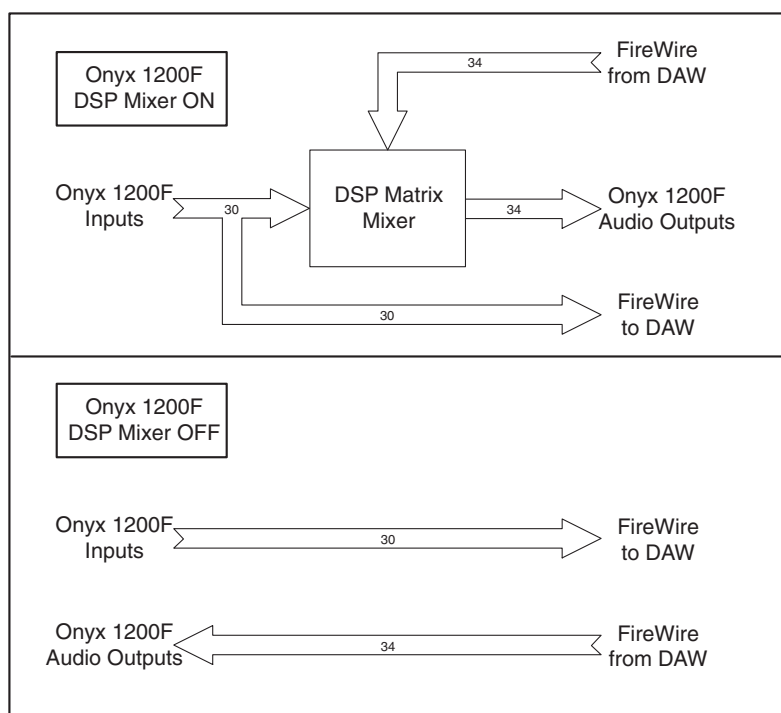 Onyx 1200F
DSP Mixer ON
34
FireWire
from DAW
Onyx 1200F
Inputs
30
DSP Matrix
Mixer
34
Onyx 1200F
Audio Outputs
30
FireWire
to DAW
Onyx 1200F
DSP Mixer OFF
Onyx 1200F
Inputs
30
FireWire
to DAW
Onyx 1200F
Audio Outputs
34
FireWire
from DAW